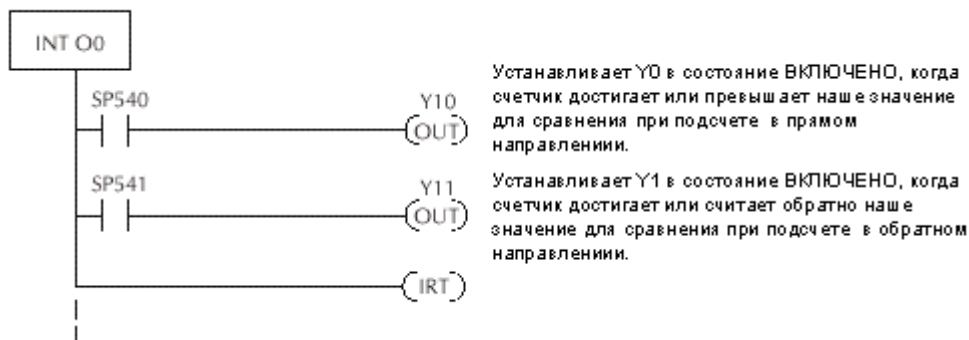 INT O0
SP540
Y10
OUT
Устанавливает Y0 в состояние ВКЛЮЧЕНО, когда
счетчик достигает или превышает наше значение
для сравнения при подсчете в прямом
направлениии.
SP541
Y11
OUT
Устанавливает Y1 в состояние ВКЛЮЧЕНО, когда
счетчик достигает или считает обратно наше
значение для сравнения при подсчете в обратном
направлениии.
IRT